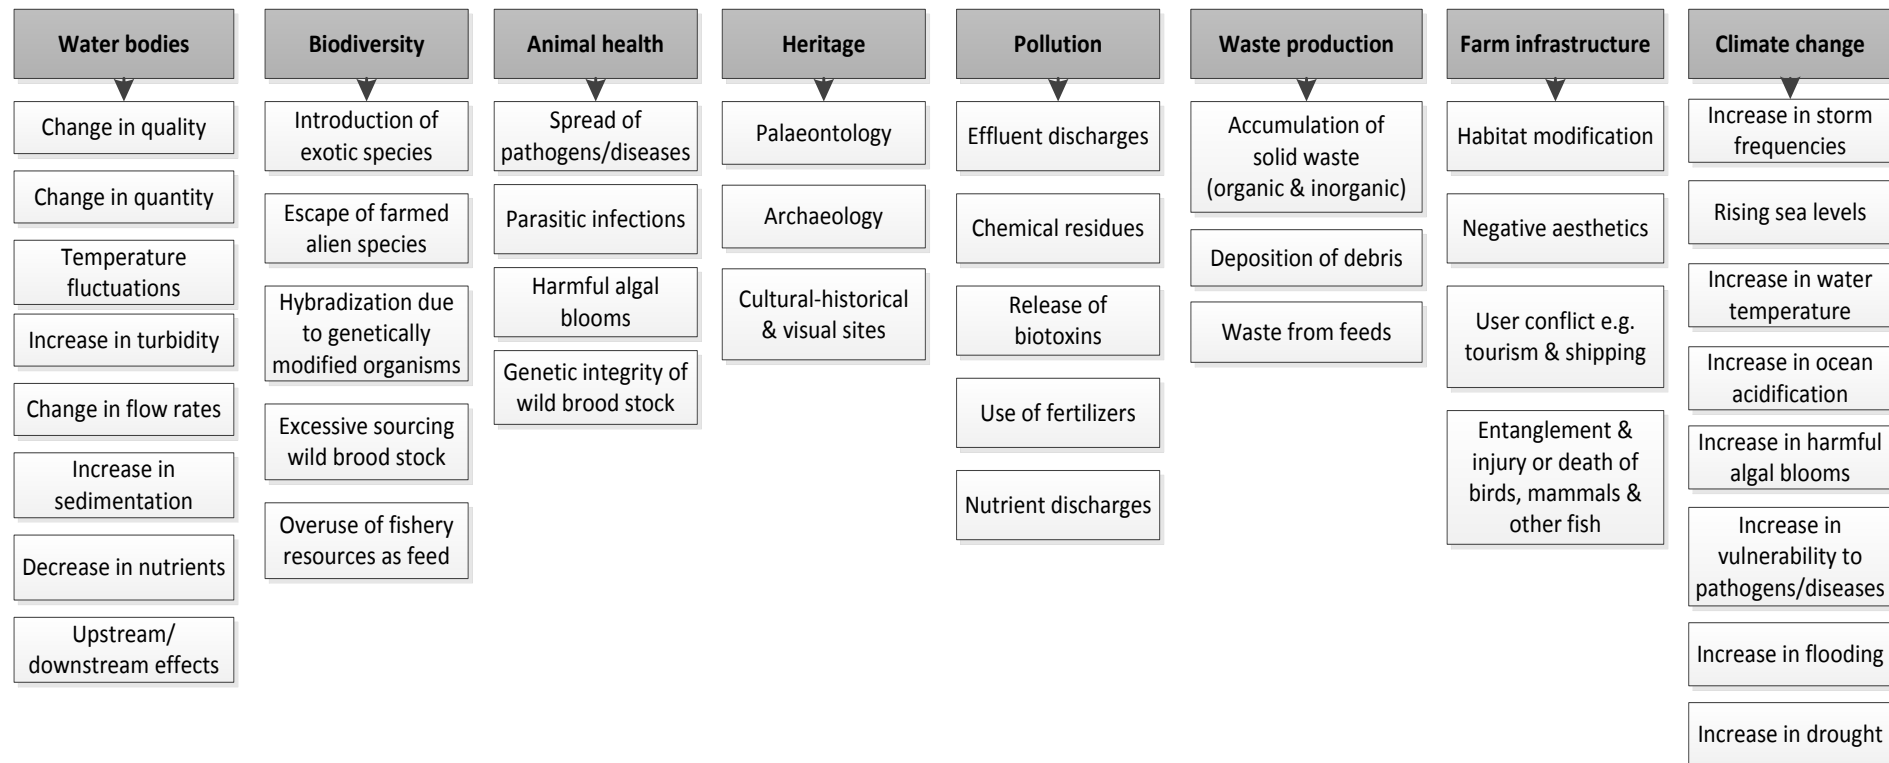 Water bodies
Change in quality
Change in quantity
Temperature
fluctuations
Increase in turbidity
Change in flow rates
Increase in
sedimentation
Decrease in nutrients
Upstream/
downstream effects
Biodiversity
Introduction of
exotic species
Escape of farmed
alien species
Hybradization due
to genetically
modified organisms
Excessive sourcing
wild brood stock
Overuse of fishery
resources as feed
Animal health
Spread of
pathogens/diseases
Parasitic infections
Harmful algal
blooms
Genetic integrity of
wild brood stock
Heritage
Palaeontology
Archaeology
Cultural-historical
& visual sites
Pollution
Effluent discharges
Chemical residues
Release of
biotoxins
Use of fertilizers
Nutrient discharges
Waste production
Accumulation of
solid waste
(organic & inorganic)
Deposition of debris
Waste from feeds
Farm infrastructure
Habitat modification
Negative aesthetics
User conflict e.g.
tourism & shipping
Entanglement &
injury or death of
birds, mammals &
other fish
Climate change
Increase in storm
frequencies
Rising sea levels
Increase in water
temperature
Increase in ocean
acidification
Increase in harmful
algal blooms
Increase in
vulnerability to
pathogens/diseases
Increase in flooding
Increase in drought